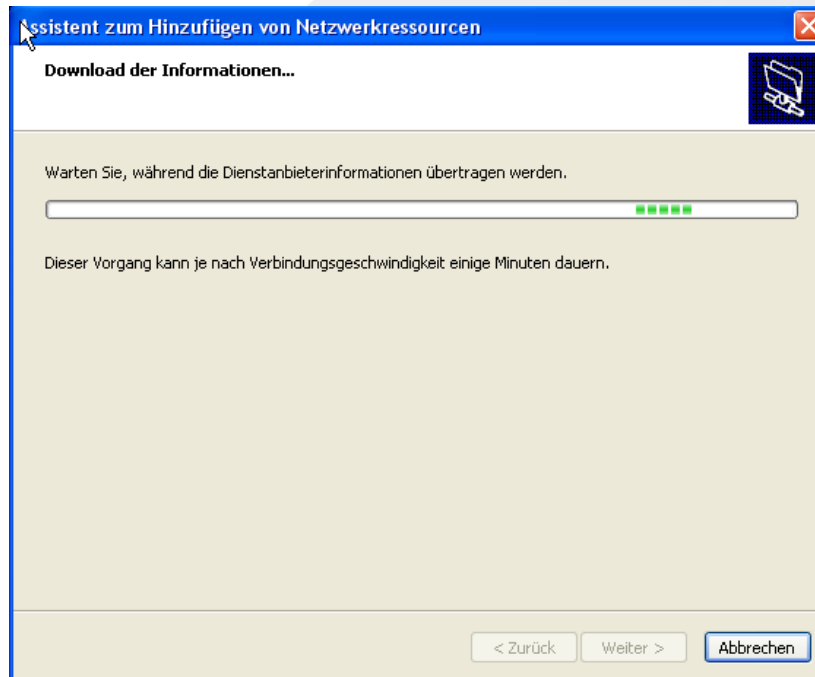 Assistent zum Hinzufügen von Netzwerkressourcen
Download der Informationen...
Warten Sie, während die Dienstanbieterinformationen übertragen werden.
Dieser Vorgang kann je nach Verbindungsgeschwindigkeit einige Minuten dauern.
< Zurück Weiter > Abbrechen